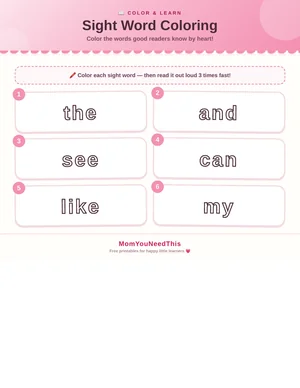 📖 COLOR & LEARN
Sight Word Coloring
Color the words good readers know by heart!
🖍️ Color each sight word — then read it out loud 3 times fast!
1
the
2
and
3
see
4
can
5
like
6
my
MomYouNeedThis
Free printables for happy little learners 💗